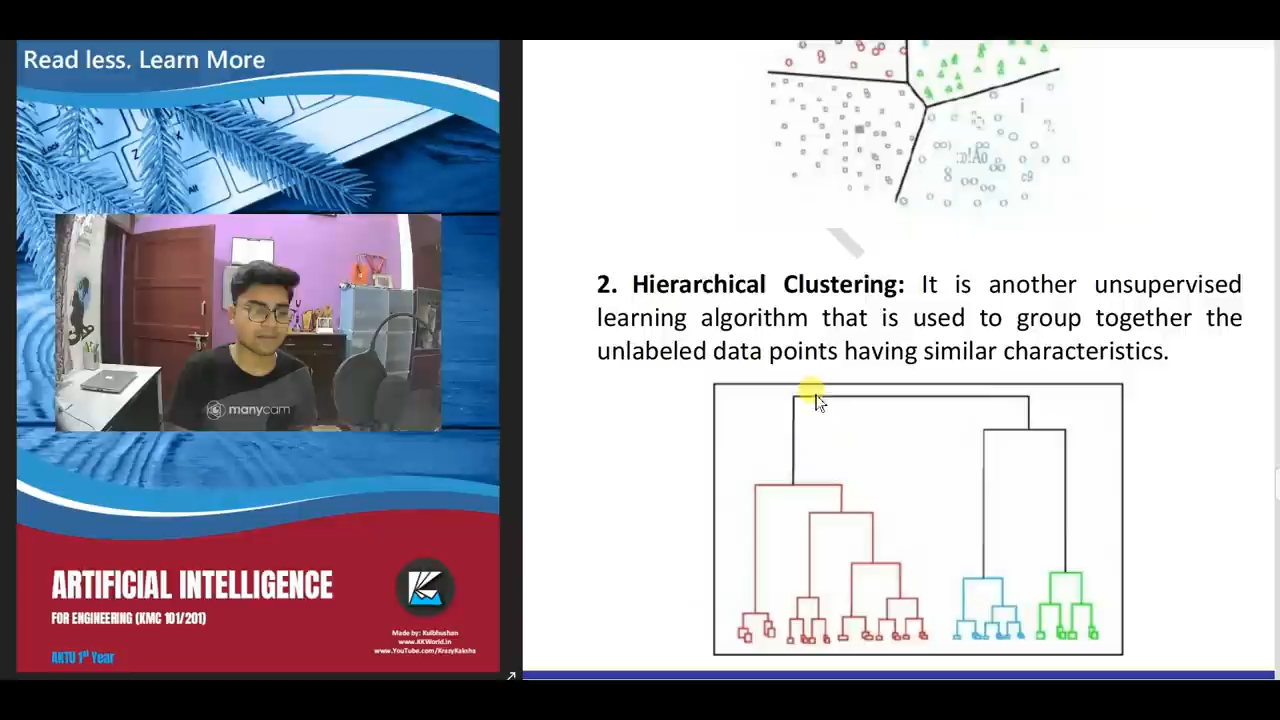 Read less. Learn More
manycam
ARTIFICIAL INTELLIGENCE
FOR ENGINEERING (KMC 101/201)
AKTU 1st Year
Made by: Kulbhushan
www.KKWorld.in
www.YouTube.com/KrazyKaksha
2. Hierarchical Clustering: It is another unsupervised
learning algorithm that is used to group together the
unlabeled data points having similar characteristics.